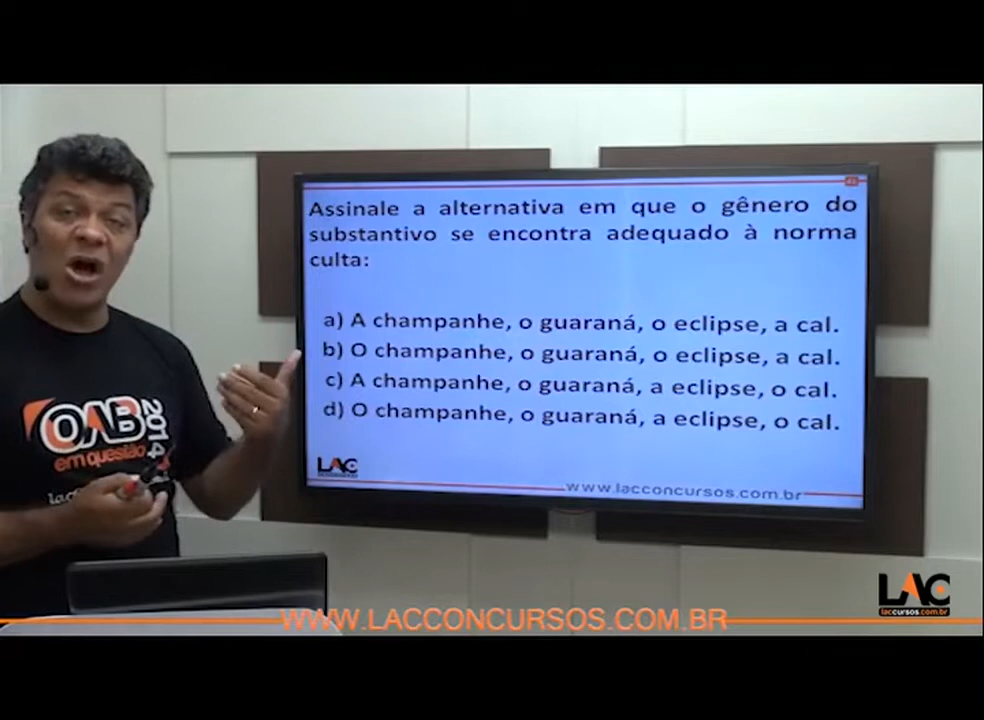 41
Assinale a alternativa em que o gênero do
substantivo se encontra adequado à norma
culta:
a) A champanhe, o guaraná, o eclipse, a cal.
b) O champanhe, o guaraná, o eclipse, a cal.
c) A champanhe, o guaraná, a eclipse, o cal.
d) O champanhe, o guaraná, a eclipse, o cal.
LAC
www.lacconcursos.com.br
OAB
2014
em questão
LAC
laccursos.com.br
WWW.LACCONCURSOS.COM.BR